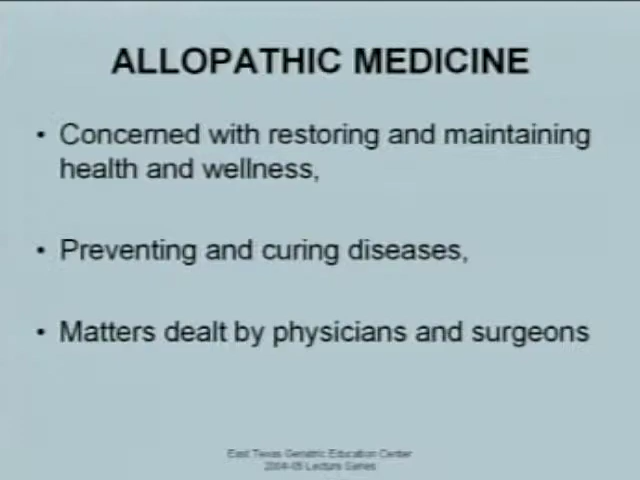 ALLOPATHIC MEDICINE
• Concerned with restoring and maintaining
health and wellness,
• Preventing and curing diseases,
• Matters dealt by physicians and surgeons
East Texas Geriatric Education Center
2004-05 Lecture Series